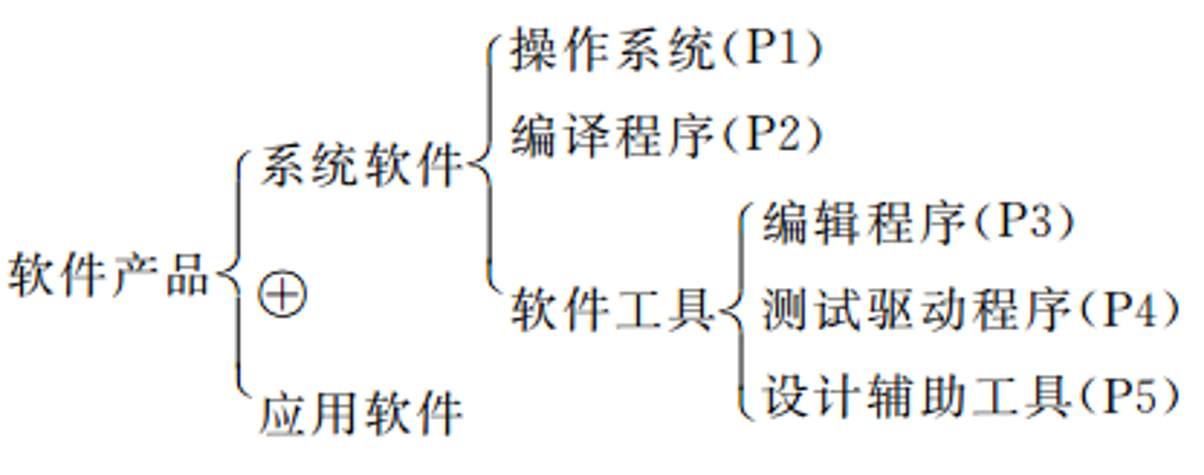 操作系统(P1)
编译程序(P2)
系统软件
编辑程序(P3)
软件产品
⊕
软件工具
测试驱动程序(P4)
设计辅助工具(P5)
应用软件